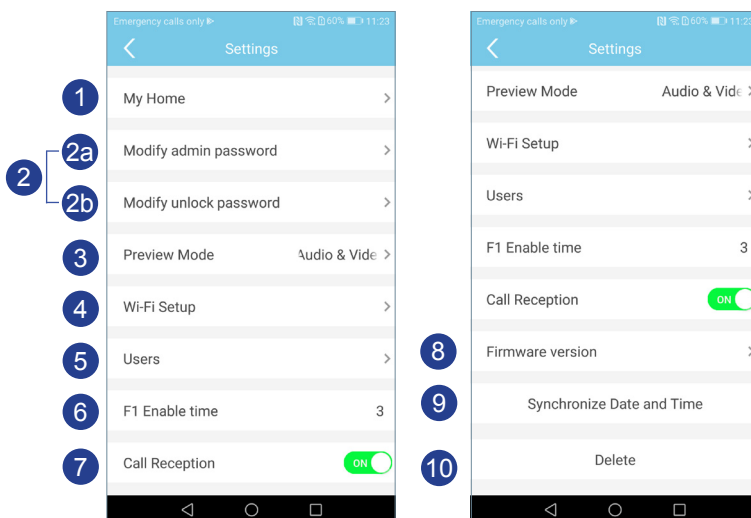 Emergency calls only 60% 11:23
Settings
1 My Home
2
2a Modify admin password
2b Modify unlock password
3 Preview Mode Audio & Vide
4 Wi-Fi Setup
5 Users
6 F1 Enable time 3
7 Call Reception ON
Emergency calls only 60% 11:23
Settings
Preview Mode Audio & Vide
Wi-Fi Setup
Users
F1 Enable time 3
Call Reception ON
8 Firmware version
9 Synchronize Date and Time
10 Delete